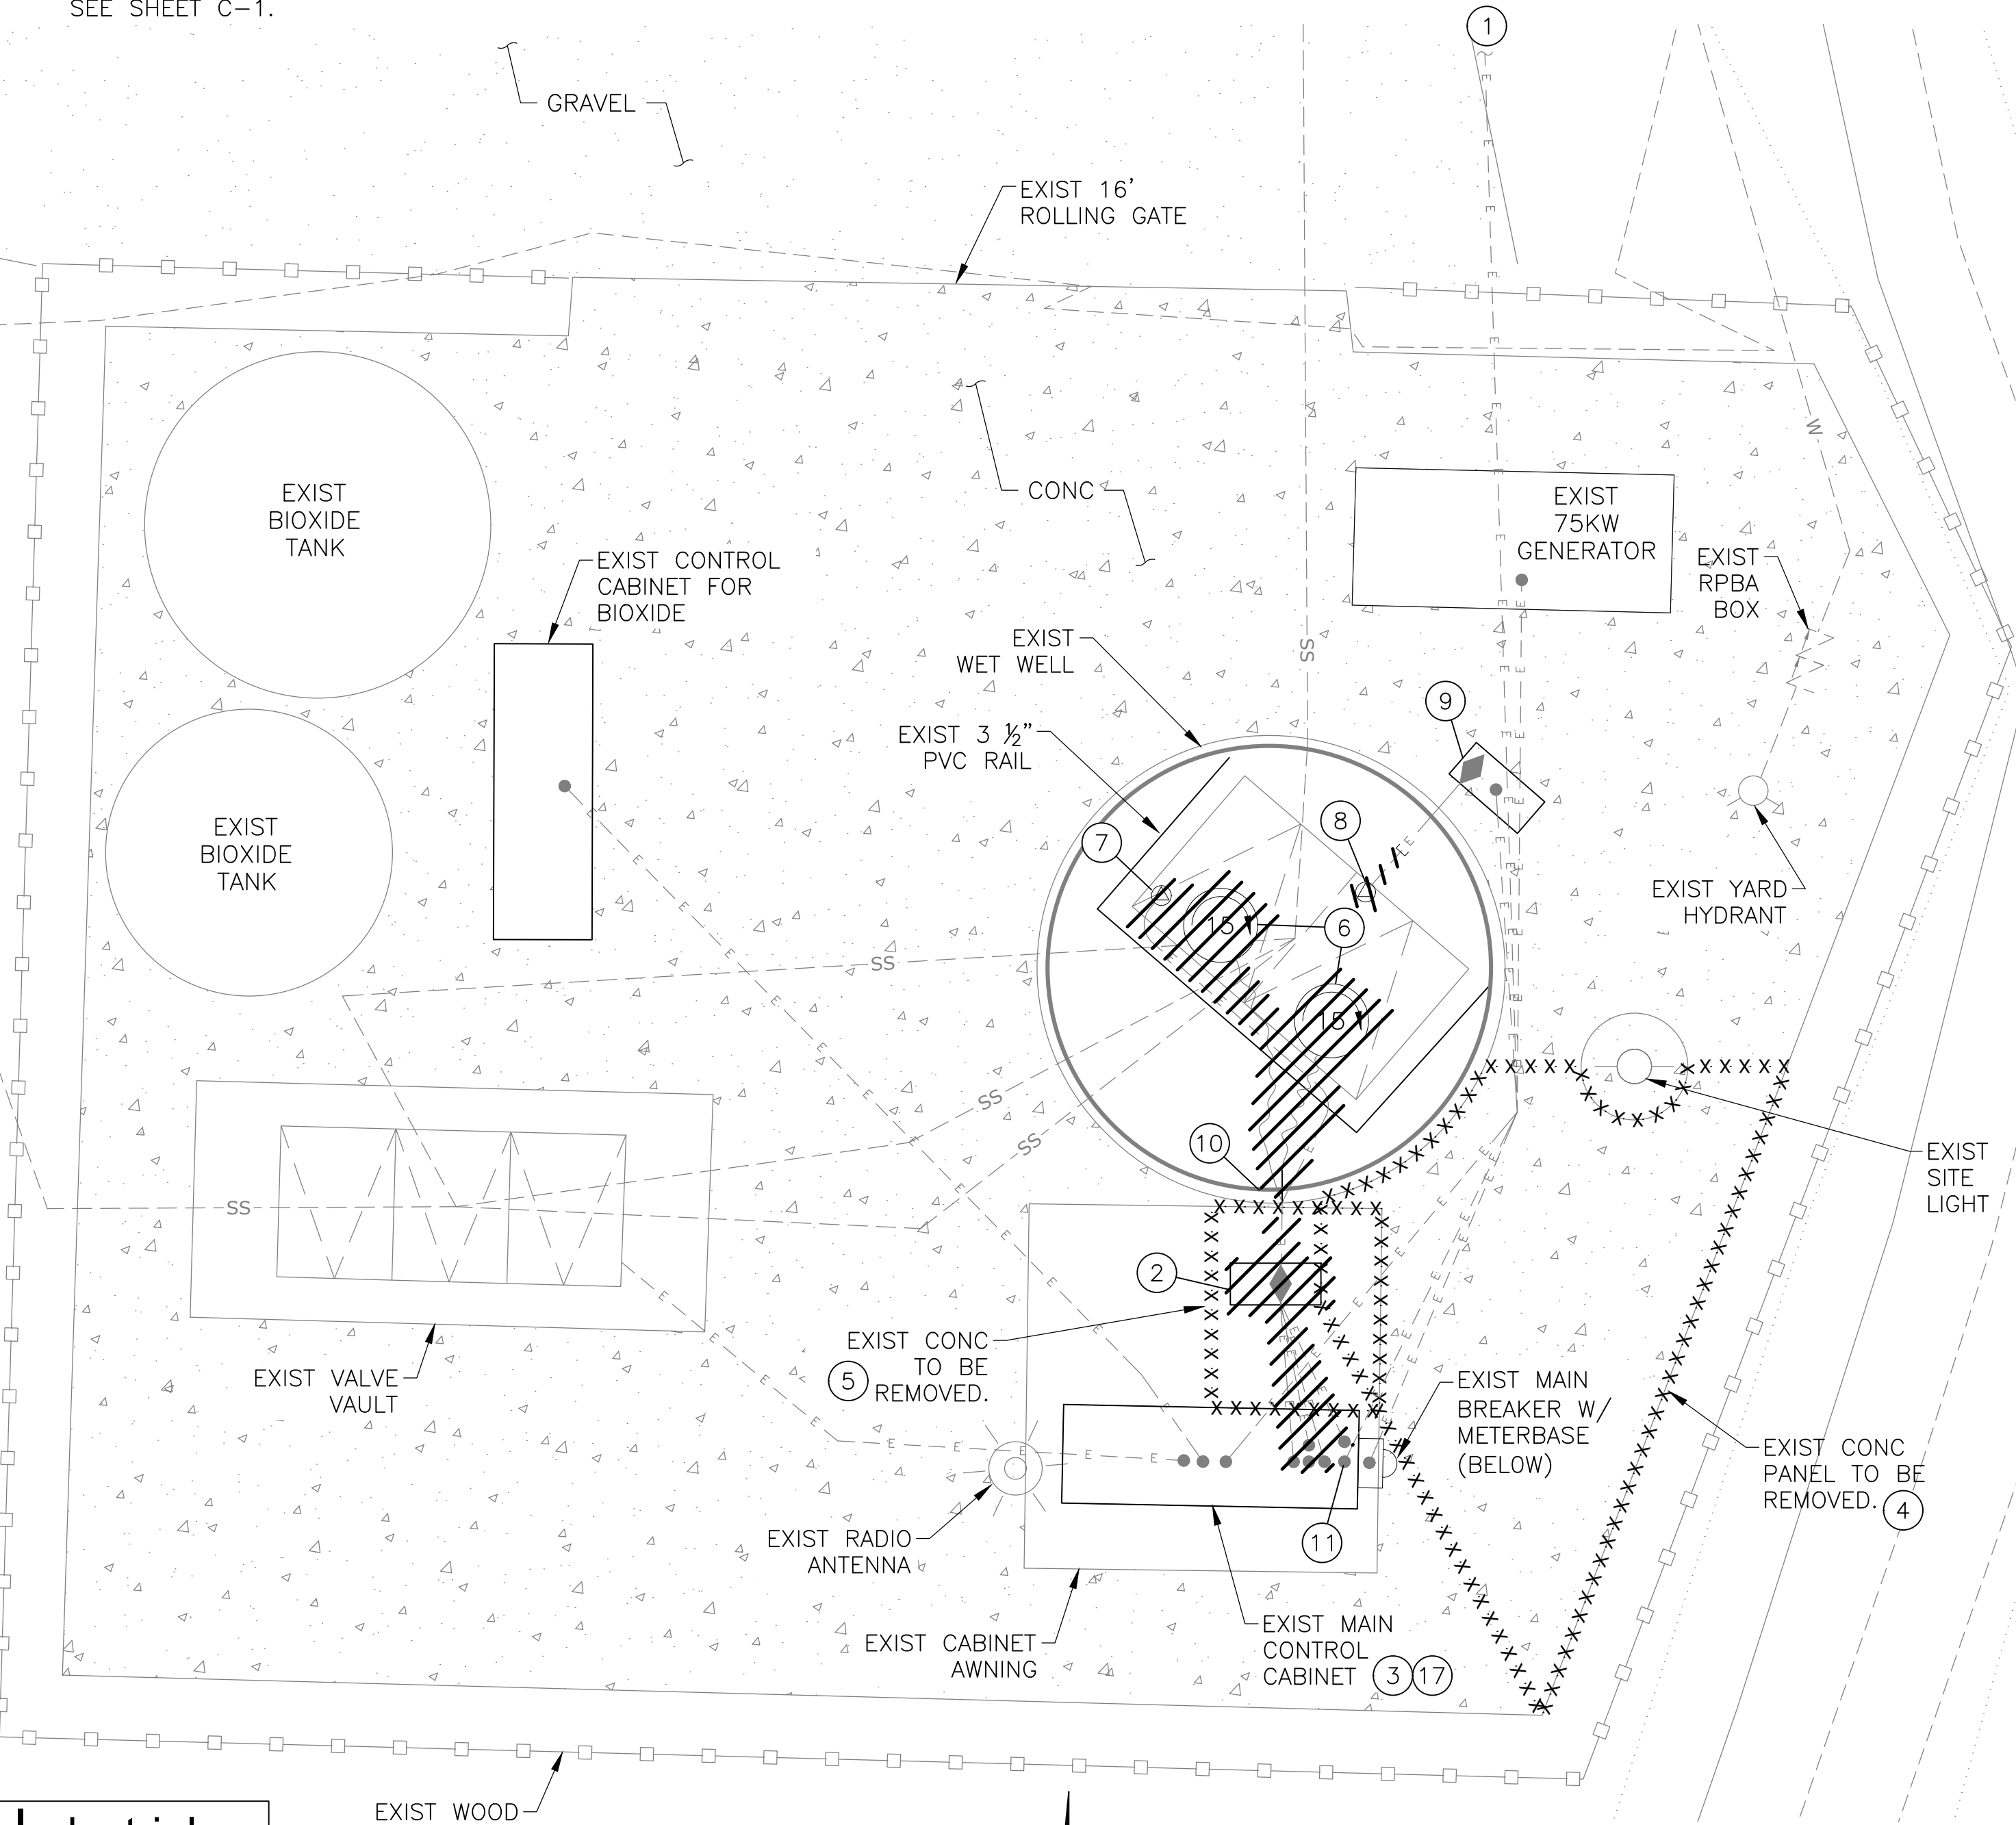 SEE SHEET C-1.
1
GRAVEL
EXIST 16'
ROLLING GATE
W
EXIST
BIOXIDE
TANK
CONC
EXIST
75KW
GENERATOR
EXIST
RPBA
BOX
EXIST CONTROL
CABINET FOR
BIOXIDE
EXIST
WET WELL
SS
9
EXIST 3 ½"
PVC RAIL
8
7
EXIST
BIOXIDE
TANK
EXIST YARD
HYDRANT
15
6
SS
15
SS
SS
10
EXIST
SITE
LIGHT
SS
2
EXIST CONC
TO BE
REMOVED.
5
EXIST VALVE
VAULT
EXIST MAIN
BREAKER W/
METERBASE
(BELOW)
EXIST CONC
PANEL TO BE
REMOVED.
4
E E E E
EXIST RADIO
ANTENNA
11
EXIST CABINET
AWNING
EXIST MAIN
CONTROL
CABINET 3 17
EXIST WOOD